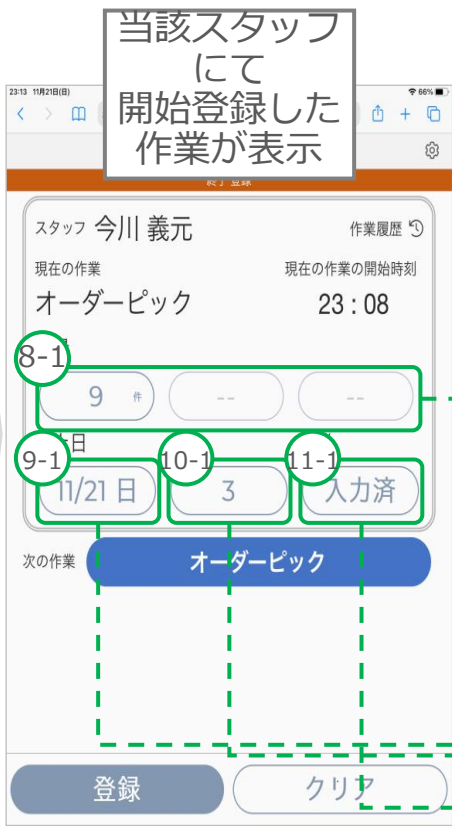 当該スタッフ
にて
開始登録した
作業が表示
23:13 11月21日(日)
66%
終了登録
スタッフ 今川 義元
作業履歴
現在の作業
現在の作業の開始時刻
オーダーピック
23 : 08
8-1
9 件
--
--
日
9-1
10-1
11-1
11/21 日
3
入力済
次の作業
オーダーピック
登録
クリア